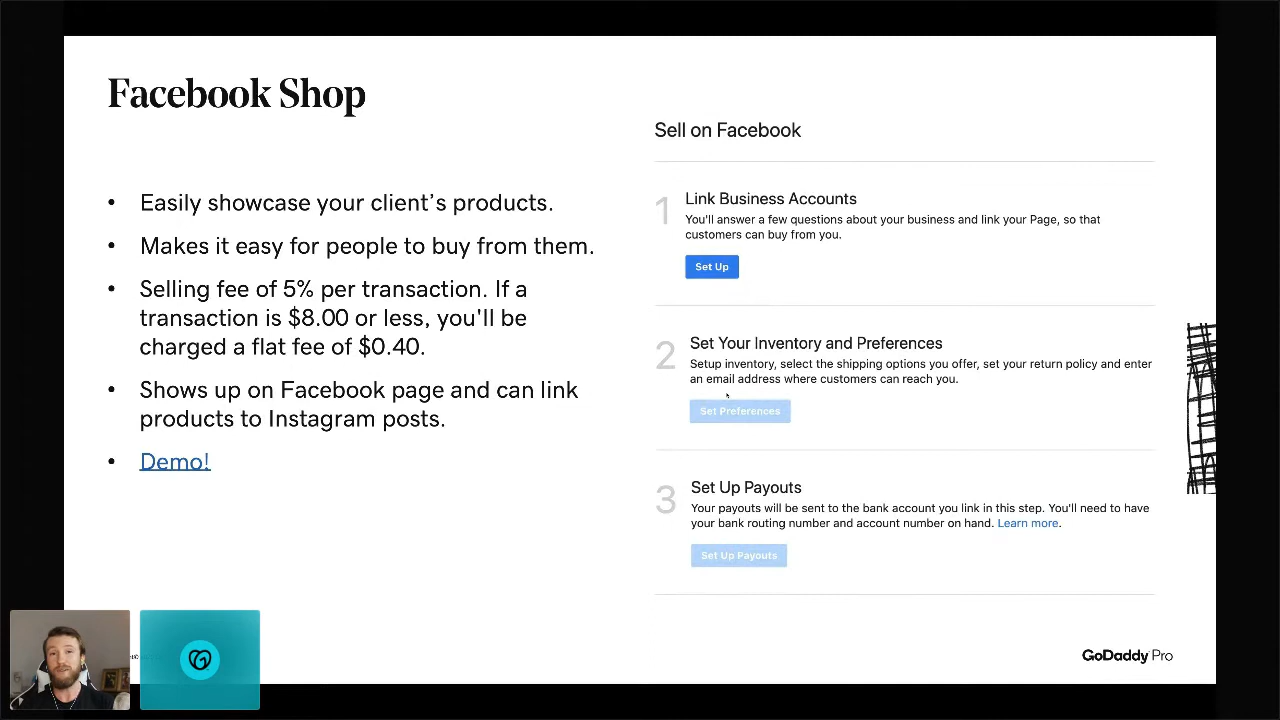 Facebook Shop
• Easily showcase your client's products.
• Makes it easy for people to buy from them.
• Selling fee of 5% per transaction. If a
transaction is $8.00 or less, you'll be
charged a flat fee of $0.40.
• Shows up on Facebook page and can link
products to Instagram posts.
• Demo!
Sell on Facebook
1
Link Business Accounts
You'll answer a few questions about your business and link your Page, so that
customers can buy from you.
Set Up
2
Set Your Inventory and Preferences
Setup inventory, select the shipping options you offer, set your return policy and enter
an email address where customers can reach you.
Set Preferences
3
Set Up Payouts
Your payouts will be sent to the bank account you link in this step. You'll need to have
your bank routing number and account number on hand. Learn more.
Set Up Payouts
GoDaddy Pro